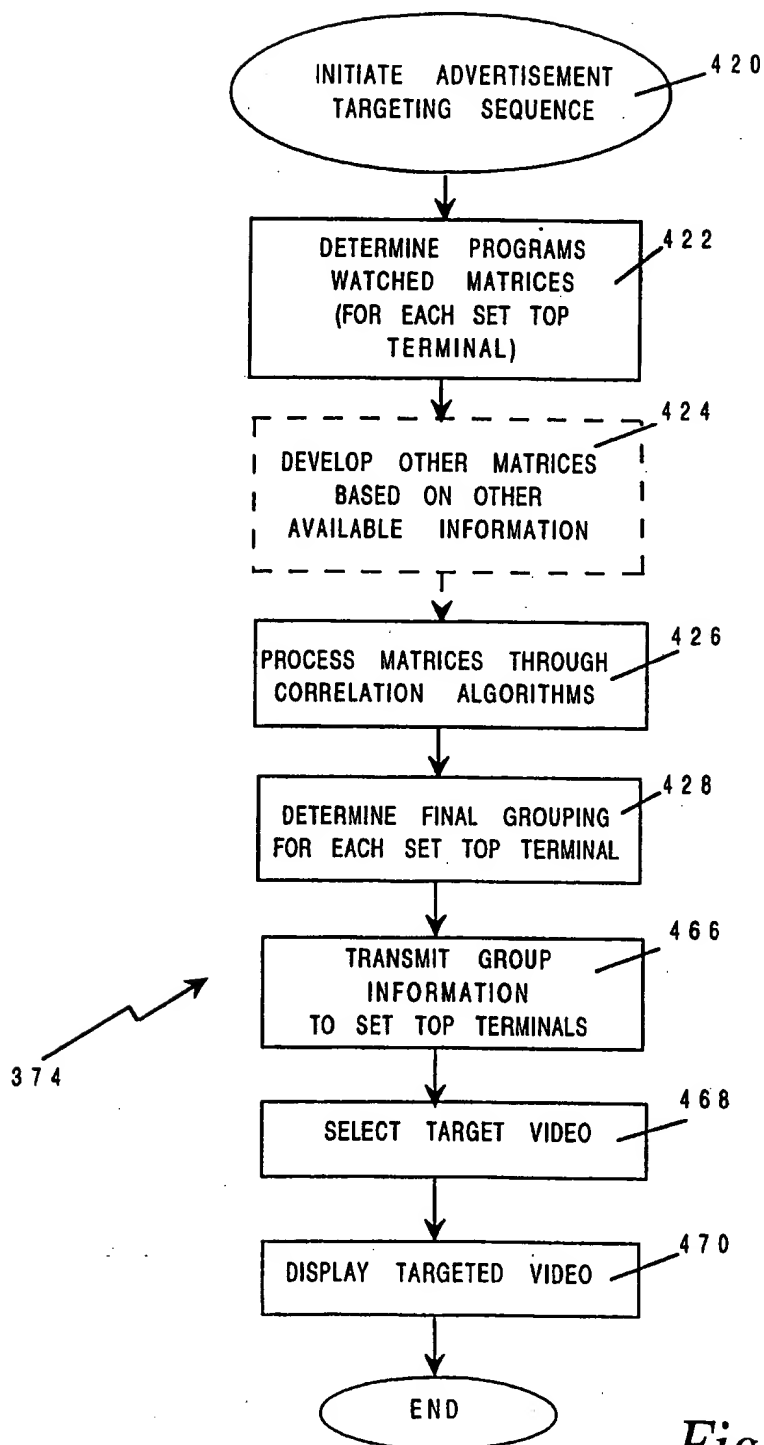 INITIATE ADVERTISEMENT
TARGETING SEQUENCE
420
DETERMINE PROGRAMS
WATCHED MATRICES
(FOR EACH SET TOP
TERMINAL)
422
424
DEVELOP OTHER MATRICES
BASED ON OTHER
AVAILABLE INFORMATION
426
PROCESS MATRICES THROUGH
CORRELATION ALGORITHMS
428
DETERMINE FINAL GROUPING
FOR EACH SET TOP TERMINAL
466
TRANSMIT GROUP
INFORMATION
TO SET TOP TERMINALS
374
468
SELECT TARGET VIDEO
470
DISPLAY TARGETED VIDEO
END